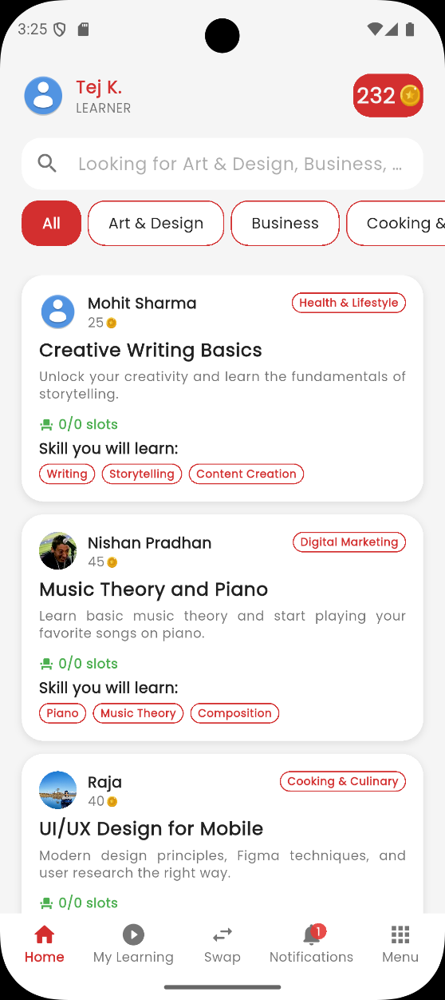 3:25
Tej K.
LEARNER
232
Looking for Art & Design, Business, ...
All
Art & Design
Business
Cooking &
Mohit Sharma
Health & Lifestyle
25
Creative Writing Basics
Unlock your creativity and learn the fundamentals of
storytelling.
0/0 slots
Skill you will learn:
Writing
Storytelling
Content Creation
Nishan Pradhan
Digital Marketing
45
Music Theory and Piano
Learn basic music theory and start playing your
favorite songs on piano.
0/0 slots
Skill you will learn:
Piano
Music Theory
Composition
Raja
Cooking & Culinary
40
UI/UX Design for Mobile
Modern design principles, Figma techniques, and
user research the right way.
0/0 slots
1
Home
My Learning
Swap
Notifications
Menu